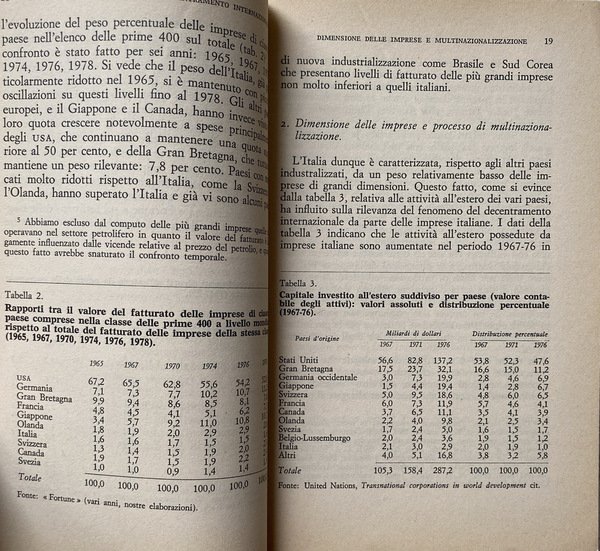 TRAMENTO INTERNAZ
l'evoluzione del peso percentuale delle imprese di
paese nell'elenco delle prime 400 sul totale
confronto è stato fatto per sei anni: 1965, 1967,
1974, 1976, 1978. Si vede che il peso dell'Italia,
ticolarmente ridotto nel 1965, si è mantenuto con
oscillazioni su questi livelli fino al 1978. Gli altri
europei, e il Giappone e il Canada, hanno invece
loro quota crescere notevolmente a spese
degli USA, che continuano a mantenere una quota
riore al 50 per cento, e della Gran Bretagna, che
mantiene un peso rilevante: 7,8 per cento. Paesi con
cati molto ridotti rispetto all'Italia, come la
l'Olanda, hanno superato l'Italia e già vi sono alcuni
5 Abbiamo escluso dal computo delle più grandi imprese quelle
operavano nel settore petrolifero in quanto il valore del fatturato è
gamente influenzato dalle vicende relative al prezzo del petrolio,
questo fatto avrebbe snaturato il confronto temporale.
Tabella 2.
Rapporti tra il valore del fatturato delle imprese di
paese comprese nella classe delle prime 400 a livello
rispetto al totale del fatturato delle imprese della stessa
(1965, 1967, 1970, 1974, 1976, 1978).
1965 1967 1970 1974 1976
USA 67,2 65,5 62,8 55,6 54,2
Germania 7,1 7,3 7,7 10,2 10,7
Gran Bretagna 9,9 9,4 8,6 8,5 8,1
Francia 4,8 4,5 4,1 5,1 6,2
Giappone 3,4 5,7 9,2 11,0 10,8
Olanda 1,8 1,9 2,0 2,9 2,9
Italia 1,6 1,6 1,7 1,5 1,5
Svizzera 1,3 1,4 1,5 1,9 2,0
Canada 1,9 1,7 1,5 1,9 2,2
Svezia 1,0 1,0 0,9 1,4 1,4
Totale 100,0 100,0 100,0 100,0 100,0
Fonte: « Fortune » (vari anni, nostre elaborazioni).
DIMENSIONE DELLE IMPRESE E MULTINAZIONALIZZAZIONE 19
di nuova industrializzazione come Brasile e Sud Corea
che presentano livelli di fatturato delle più grandi imprese
non molto inferiori a quelli italiani.
2. Dimensione delle imprese e processo di multinaziona-
lizzazione.
L'Italia dunque è caratterizzata, rispetto agli altri paesi
industralizzati, da un peso relativamente basso delle im-
prese di grandi dimensioni. Questo fatto, come si evince
dalla tabella 3, relative alle attività all'estero dei vari paesi,
ha influito sulla rilevanza del fenomeno del decentramento
internazionale da parte delle imprese italiane. I dati della
tabella 3 indicano che le attività all'estero possedute da
imprese italiane sono aumentate nel periodo 1967-76 in
Tabella 3.
Capitale investito all'estero suddiviso per paese (valore conta-
bile degli attivi): valori assoluti e distribuzione percentuale
(1967-76).
Paesi d'origine Miliardi di dollari Distribuzione percentuale
1967 1971 1976 1967 1971 1976
Stati Uniti 56,6 82,8 137,2 53,8 52,3 47,6
Gran Bretagna 17,5 23,7 32,1 16,6 15,0 11,2
Germania occidentale 3,0 7,3 19,9 2,8 4,6 6,9
Giappone 1,5 4,4 19,4 1,4 2,8 6,7
Svizzera 5,0 9,5 18,6 4,8 6,0 6,5
Francia 6,0 7,3 11,9 5,7 4,6 4,1
Canada 3,7 6,5 11,1 3,5 4,1 3,9
Olanda 2,2 4,0 9,8 2,1 2,5 3,4
Svezia 1,7 2,4 5,0 1,6 1,5 1,7
Belgio-Lussemburgo 2,0 2,4 3,6 1,9 1,5 1,2
Italia 2,1 3,0 2,9 2,0 1,9 1,0
Altri 4,0 5,1 16,8 3,8 3,2 5,8
Totale 105,3 158,4 287,2 100,0 100,0 100,0
Fonte: United Nations, Transnational corporations in world development cit.